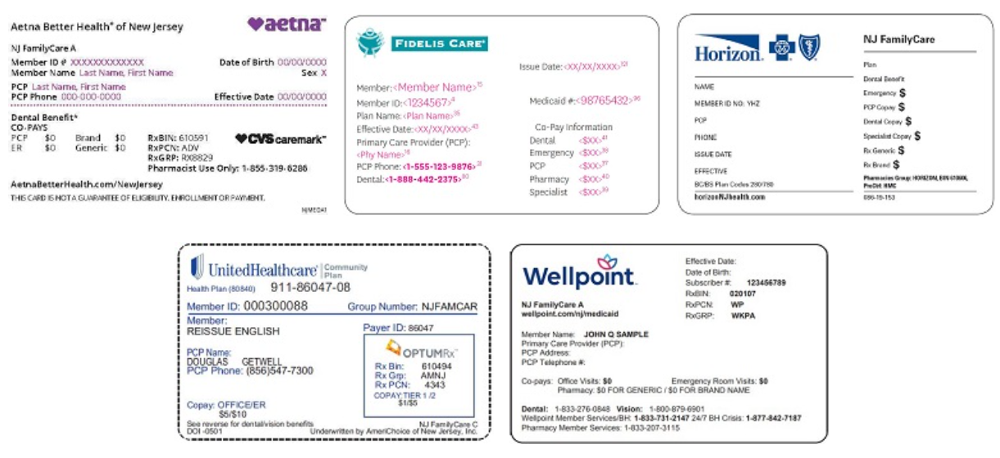 Aetna Better Health® of New Jersey
aetna™
NJ FamilyCare A
Member ID # XXXXXXXXXXXXX
Date of Birth 00/00/0000
Member Name Last Name, First Name
Sex X
PCP Last Name, First Name
PCP Phone 000-000-0000
Effective Date 00/00/0000
Dental Benefit*
CO-PAYS
PCP $0 Brand $0 RxBIN: 610591
CVS caremark™
ER $0 Generic $0 RxPCN: ADV
RxGRP: RX8829
Pharmacist Use Only: 1-855-319-6286
AetnaBetterHealth.com/NewJersey
THIS CARD IS NOT A GUARANTEE OF ELIGIBILITY, ENROLLMENT OR PAYMENT.
NJMEDA1
FIDELIS CARE®
Issue Date:<XX/XX/XXXX>121
Member:<Member Name>15
Member ID:<1234567>4
Medicaid #:<98765432>96
Plan Name:<Plan Name>
Effective Date:<XX/XX/XXXX>43
Primary Care Provider (PCP):
<Phy Name>16
PCP Phone:<1-555-123-9876>21
Dental:<1-888-442-2375>
Co-Pay Information
Dental <$XX>41
Emergency <$XX>
PCP <$XX>37
Pharmacy <$XX>40
Specialist <$XX>
Horizon
NJ FamilyCare
NAME
MEMBER ID NO: YHZ
PCP
PHONE
ISSUE DATE
EFFECTIVE
BC/BS Plan Codes 280/780
horizonNJhealth.com
Plan
Dental Benefit
Emergency $
PCP Copay $
Dental Copay $
Specialist Copay $
Rx Generic $
Rx Brand $
Pharmacies Group: HORIZON, BIN
086-19-153
UnitedHealthcare® Community Plan
Health Plan (80840) 911-86047-08
Member ID: 000300088 Group Number: NJFAMCAR
Member:
REISSUE ENGLISH
Payer ID: 86047
PCP Name:
DOUGLAS GETWELL
PCP Phone: (856)547-7300
OPTUMRx™
Rx Bin: 610494
Rx Grp: AMNJ
Rx PCN: 4343
COPAY:TIER 1 /2
$1/$5
Copay: OFFICE/ER
$5/$10
See reverse for dental/vision benefits
NJ FamilyCare C
DOI -0501
Underwritten by AmeriChoice of New Jersey, Inc.
Wellpoint
NJ FamilyCare A
wellpoint.com/nj/medicaid
Effective Date:
Date of Birth:
Subscriber #: 123456789
RxBIN: 020107
RxPCN: WP
RxGRP: WKPA
Member Name: JOHN Q SAMPLE
Primary Care Provider (PCP):
PCP Address:
PCP Telephone #:
Co-pays: Office Visits: $0 Emergency Room Visits: $0
Pharmacy: $0 FOR GENERIC / $0 FOR BRAND NAME
Dental: 1-833-276-0848 Vision: 1-800-879-6901
Wellpoint Member Services/BH: 1-833-731-2147 24/7 BH Crisis: 1-877-842-7187
Pharmacy Member Services: 1-833-207-3115